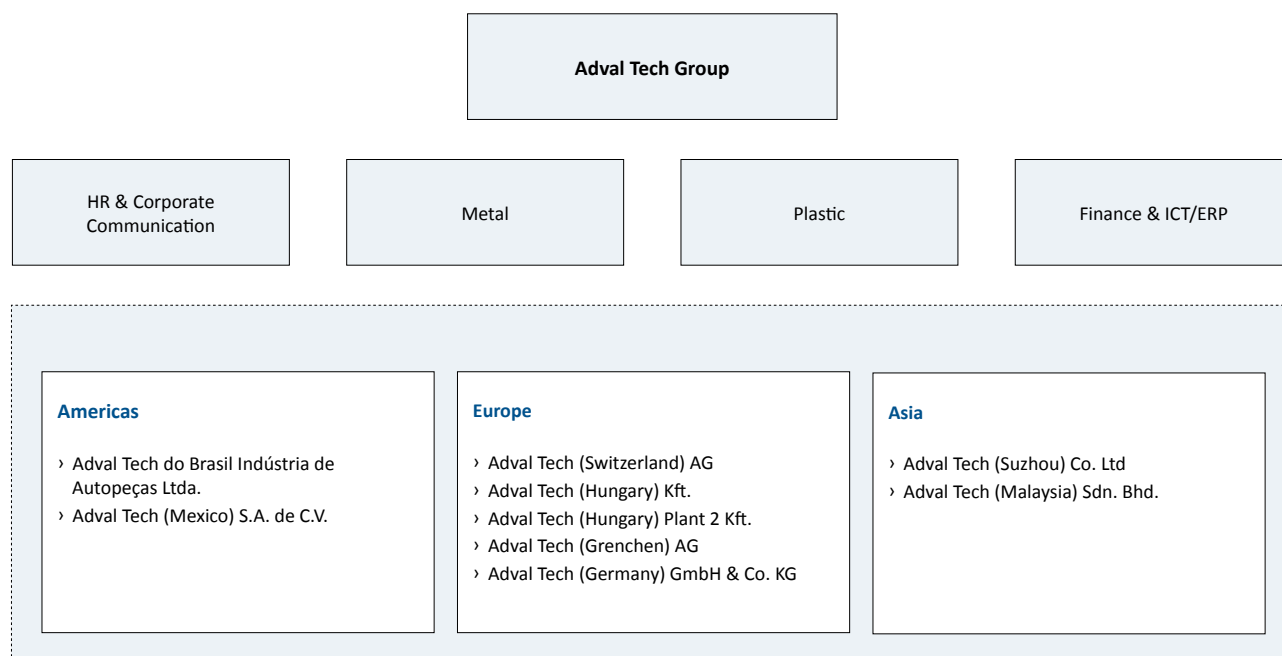 Adval Tech Group
HR & Corporate
Communication
Metal
Plastic
Finance & ICT/ERP
Americas
› Adval Tech do Brasil Indústria de
Autopeças Ltda.
› Adval Tech (Mexico) S.A. de C.V.
Europe
› Adval Tech (Switzerland) AG
› Adval Tech (Hungary) Kft.
› Adval Tech (Hungary) Plant 2 Kft.
› Adval Tech (Grenchen) AG
› Adval Tech (Germany) GmbH & Co. KG
Asia
› Adval Tech (Suzhou) Co. Ltd
› Adval Tech (Malaysia) Sdn. Bhd.